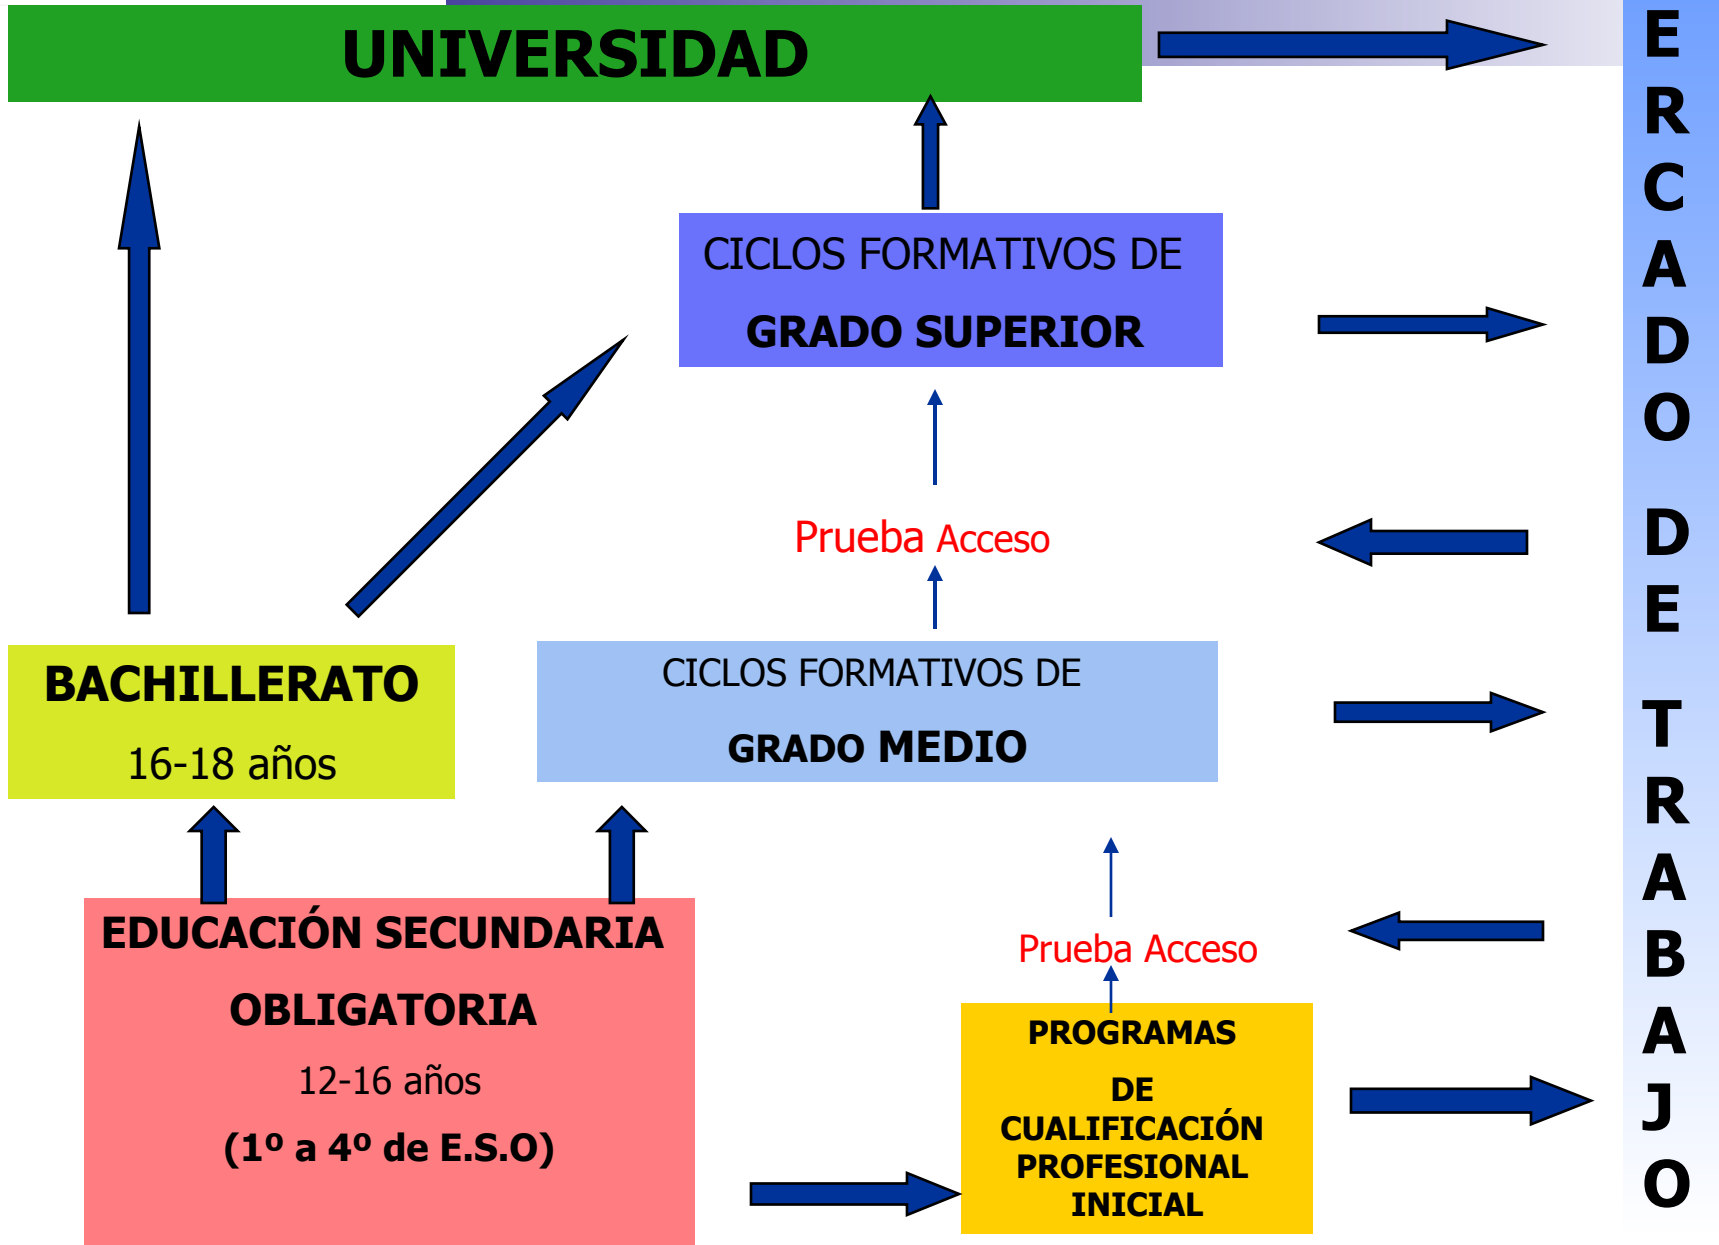 UNIVERSIDAD
CICLOS FORMATIVOS DE
GRADO SUPERIOR
Prueba Acceso
BACHILLERATO
16-18 años
CICLOS FORMATIVOS DE
GRADO MEDIO
EDUCACIÓN SECUNDARIA
OBLIGATORIA
12-16 años
(1º a 4º de E.S.O)
Prueba Acceso
PROGRAMAS
DE
CUALIFICACIÓN
PROFESIONAL
INICIAL
E
R
C
A
D
O
D
E
T
R
A
B
A
J
O